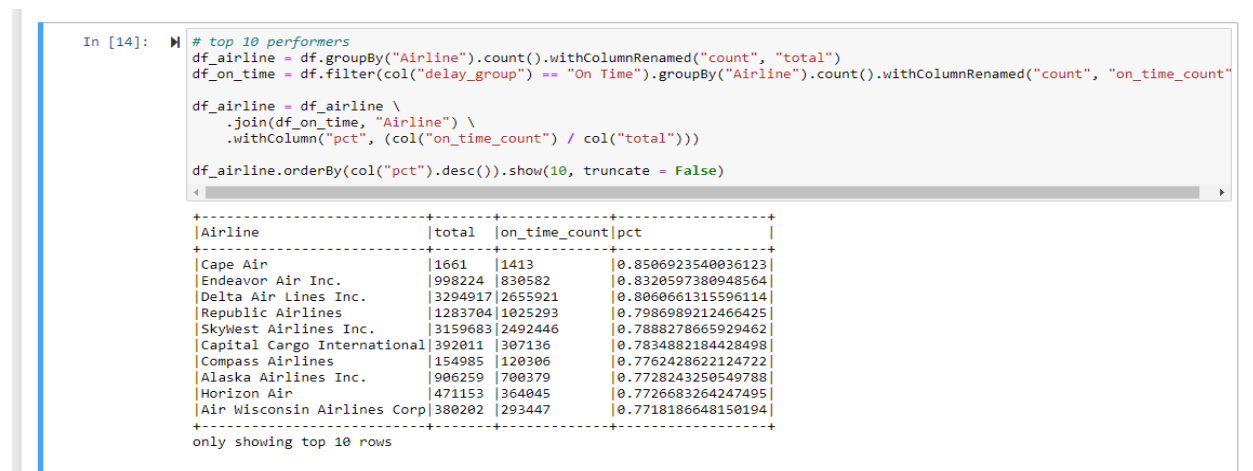 In [14]:
# top 10 performers
df_airline = df.groupBy("Airline").count().withColumnRenamed("count", "total")
df_on_time = df.filter(col("delay_group") == "On Time").groupBy("Airline").count().withColumnRenamed("count", "on_time_count"

df_airline = df_airline \
    .join(df_on_time, "Airline") \
    .withColumn("pct", (col("on_time_count") / col("total")))

df_airline.orderBy(col("pct").desc()).show(10, truncate = False)

+---------------------------+-------+-------------+------------------+
|Airline                    |total  |on_time_count|pct               |
+---------------------------+-------+-------------+------------------+
|Cape Air                   |1661   |1413         |0.8506923540036123|
|Endeavor Air Inc.          |998224 |830582       |0.8320597380948564|
|Delta Air Lines Inc.       |3294917|2655921      |0.8060661315596114|
|Republic Airlines          |1283704|1025293      |0.7986989212466425|
|SkyWest Airlines Inc.      |3159683|2492446      |0.7888278665929462|
|Capital Cargo International|392011 |307136       |0.7834882184428498|
|Compass Airlines           |154985 |120306       |0.7762428622124722|
|Alaska Airlines Inc.       |906259 |700379       |0.7728243250549788|
|Horizon Air                |471153 |364045       |0.7726683264247495|
|Air Wisconsin Airlines Corp|380202 |293447       |0.7718186648150194|
+---------------------------+-------+-------------+------------------+
only showing top 10 rows